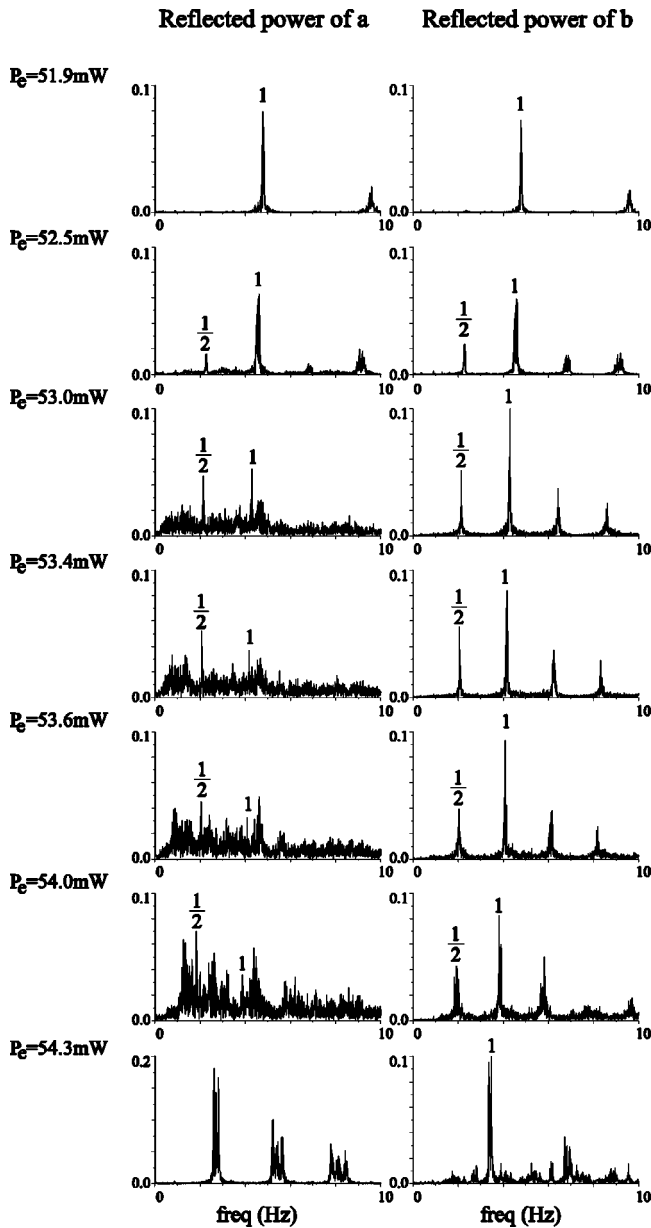 Reflected power of a Reflected power of b
Pe=51.9mW
0.1 1 0.1 1
0.0 0 10 0.0 0 10
Pe=52.5mW
0.1 1 0.1 1
1/2 1/2
0.0 0 10 0.0 0 10
Pe=53.0mW
0.1 1 0.1 1
1/2 1/2
0.0 0 10 0.0 0 10
Pe=53.4mW
0.1 1/2 1 0.1 1/2 1
0.0 0 10 0.0 0 10
Pe=53.6mW
0.1 1/2 1 0.1 1/2 1
0.0 0 10 0.0 0 10
Pe=54.0mW
0.1 1/2 1 0.1 1/2 1
0.0 0 10 0.0 0 10
Pe=54.3mW
0.2 0.1 1
0.0 0 10 0.0 0 10
freq (Hz) freq (Hz)